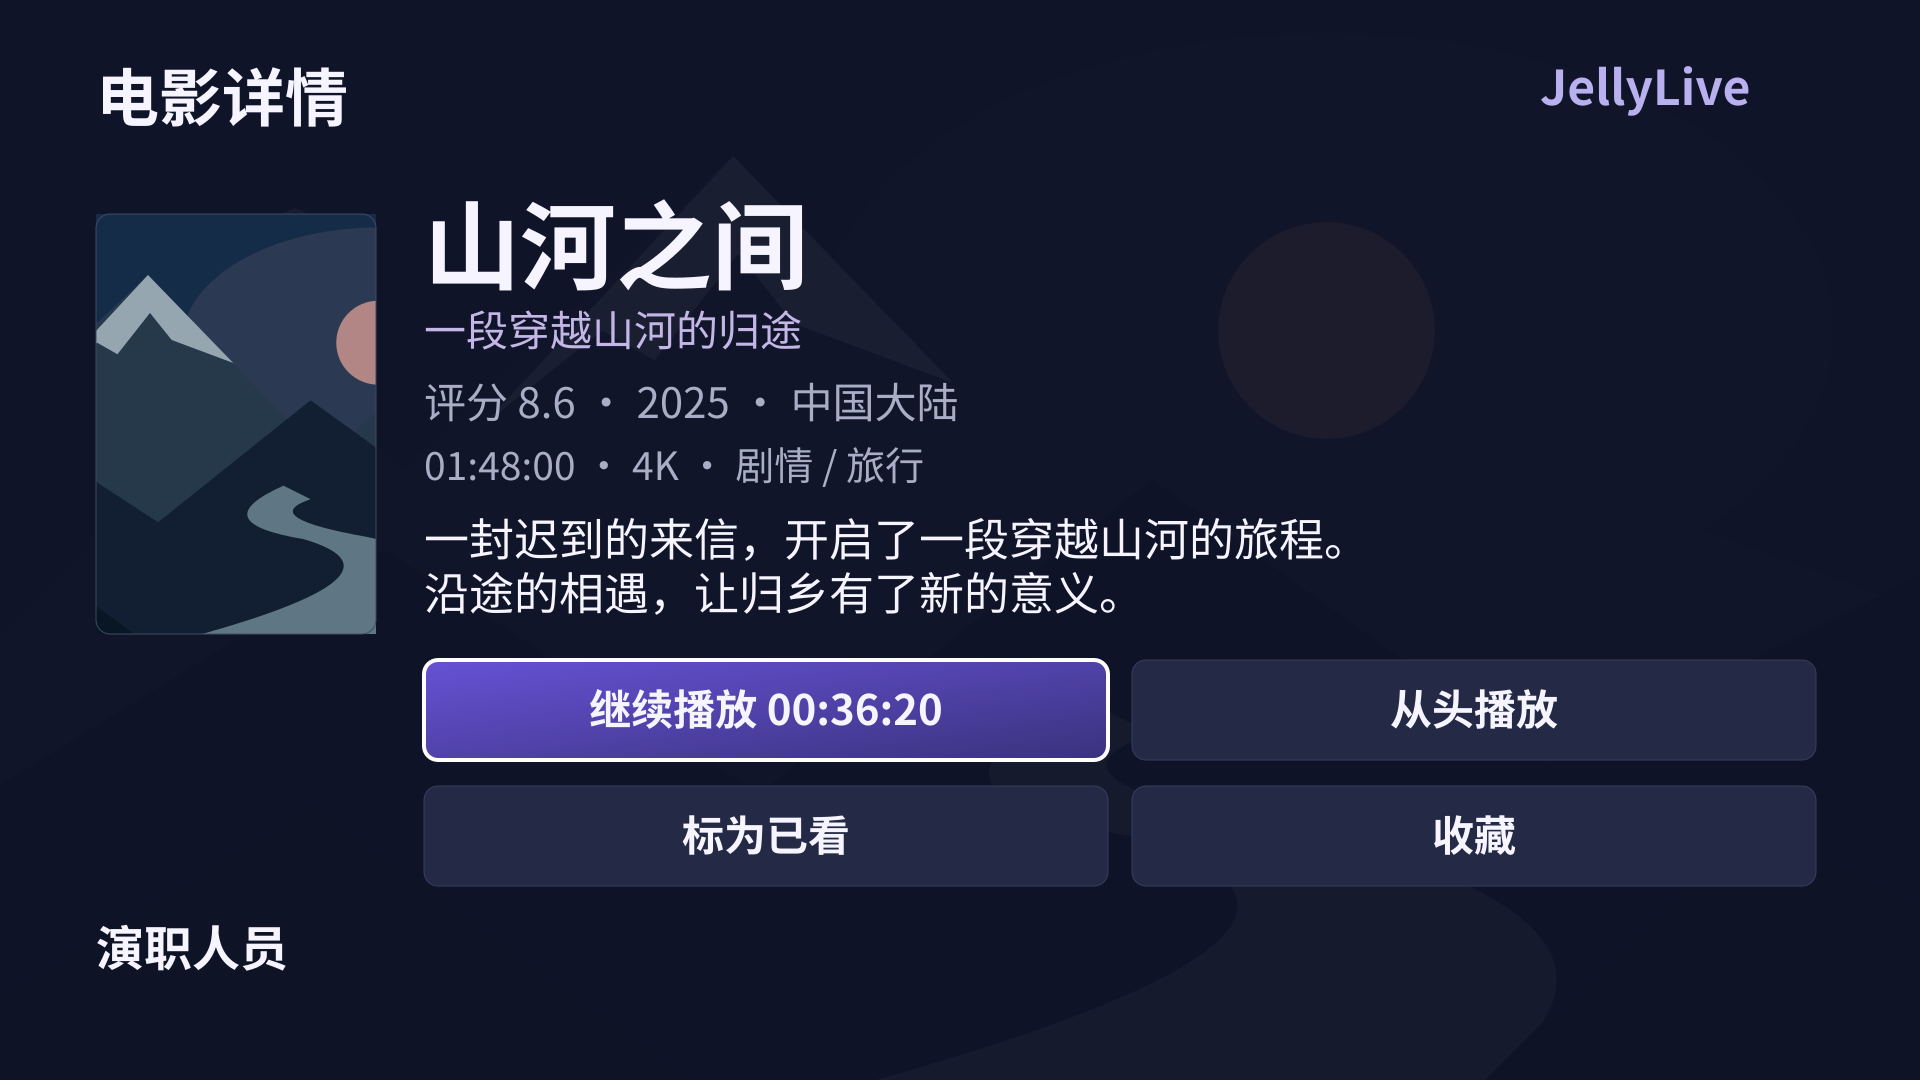 电影详情
JellyLive
山河之间
一段穿越山河的归途
评分 8.6 • 2025 • 中国大陆
01:48:00 • 4K • 剧情 / 旅行
一封迟到的来信，开启了一段穿越山河的旅程。
沿途的相遇，让归乡有了新的意义。
继续播放 00:36:20
从头播放
标为已看
收藏
演职人员